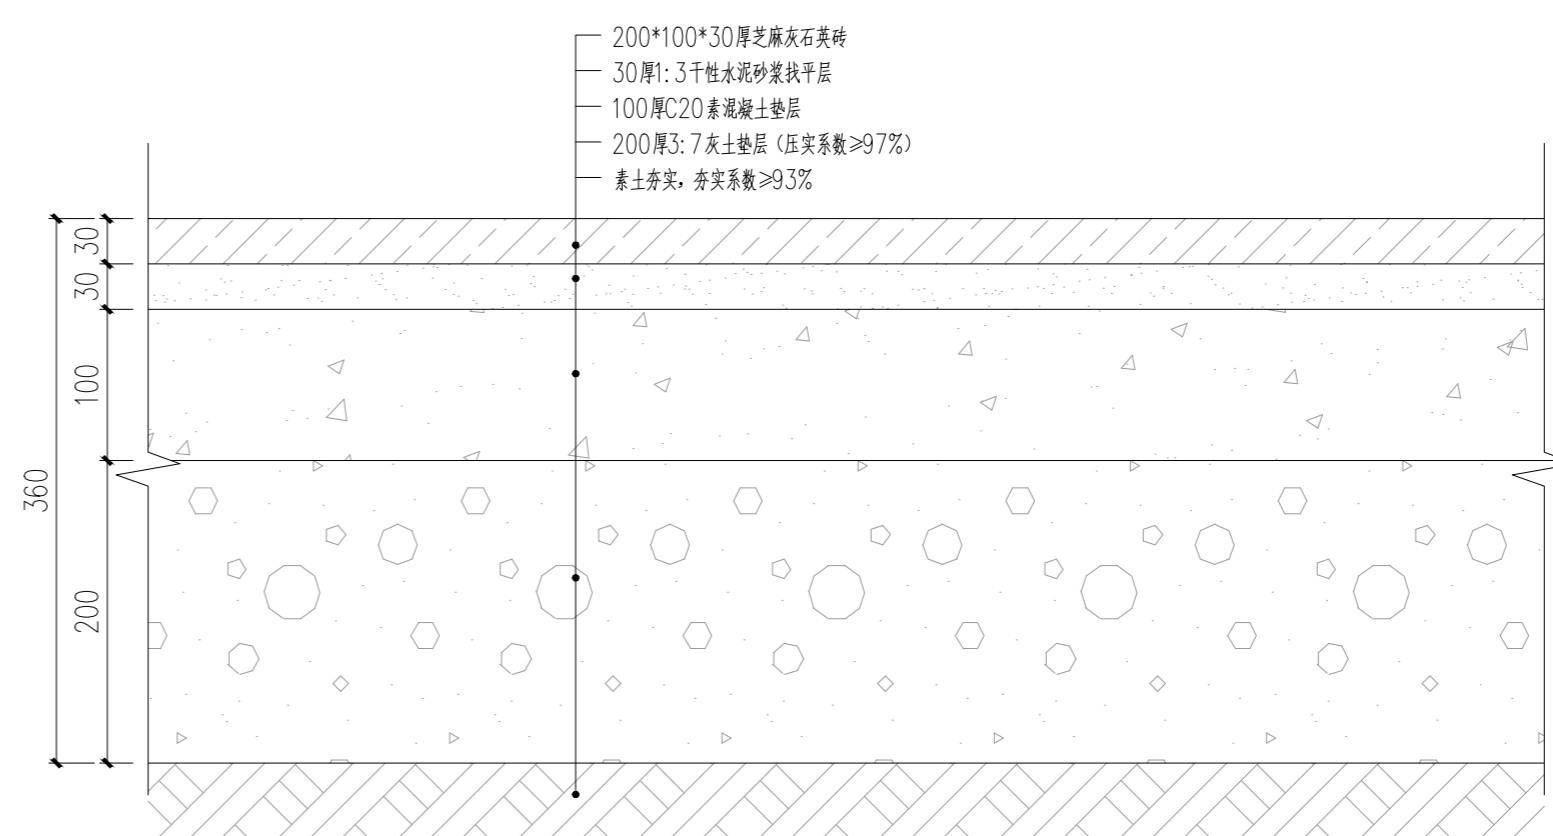 200*100*30厚芝麻灰石英砖
30厚1:3干性水泥砂浆找平层
100厚C20素混凝土垫层
200厚3:7灰土垫层（压实系数≥97%）
素土夯实，夯实系数≥93%
30
30
100
360
200